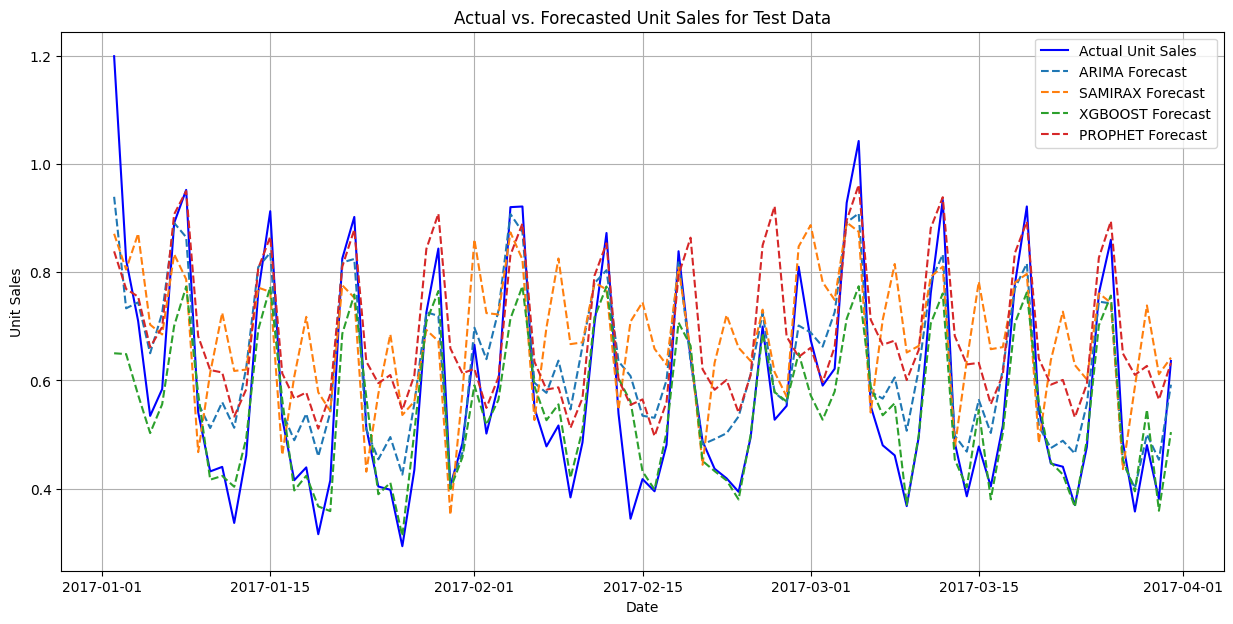 Actual vs. Forecasted Unit Sales for Test Data
Actual Unit Sales
ARIMA Forecast
SAMIRAX Forecast
XGBOOST Forecast
PROPHET Forecast
Unit Sales
1.2
1.0
0.8
0.6
0.4
2017-01-01
2017-01-15
2017-02-01
2017-02-15
2017-03-01
2017-03-15
2017-04-01
Date